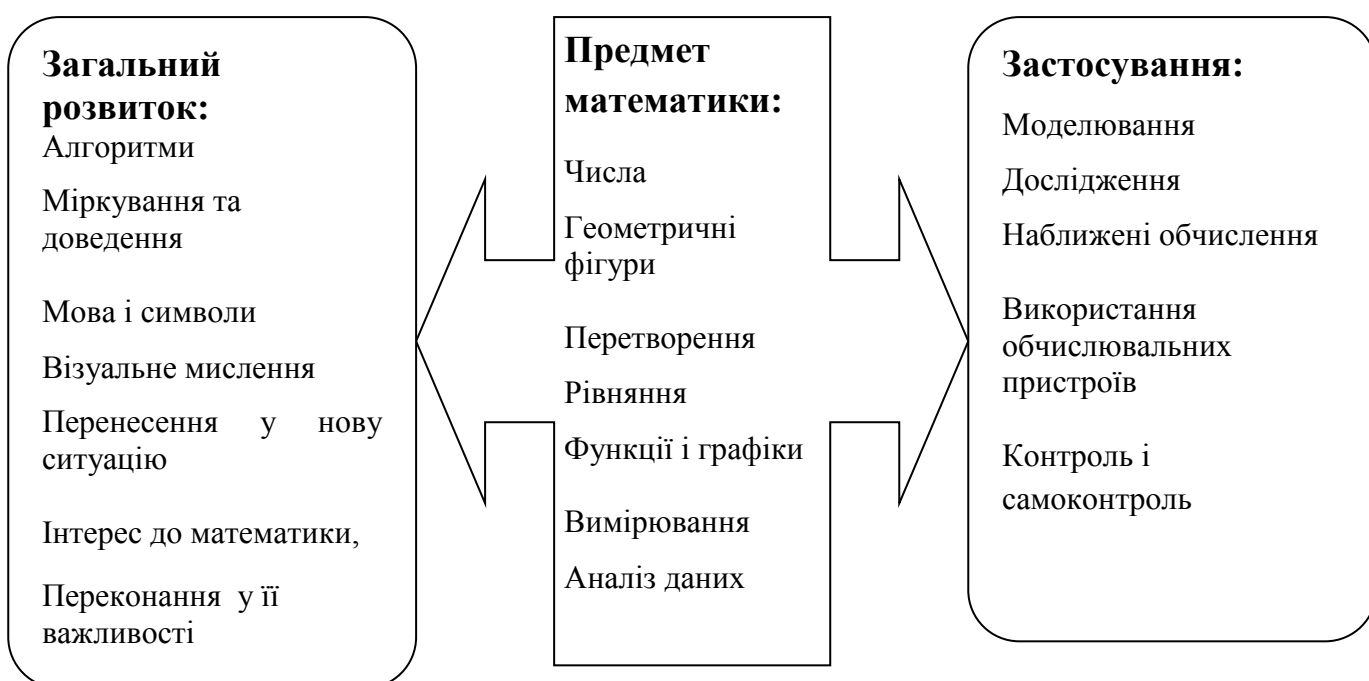 Загальний
розвиток:
Алгоритми
Міркування та
доведення
Мова і символи
Візуальне мислення
Перенесення у нову
ситуацію
Інтерес до математики,
Переконання у її
важливості
Предмет
математики:
Числа
Геометричні
фігури
Перетворення
Рівняння
Функції і графіки
Вимірювання
Аналіз даних
Застосування:
Моделювання
Дослідження
Наближені обчислення
Використання
обчислювальних
пристроїв
Контроль і
самоконтроль